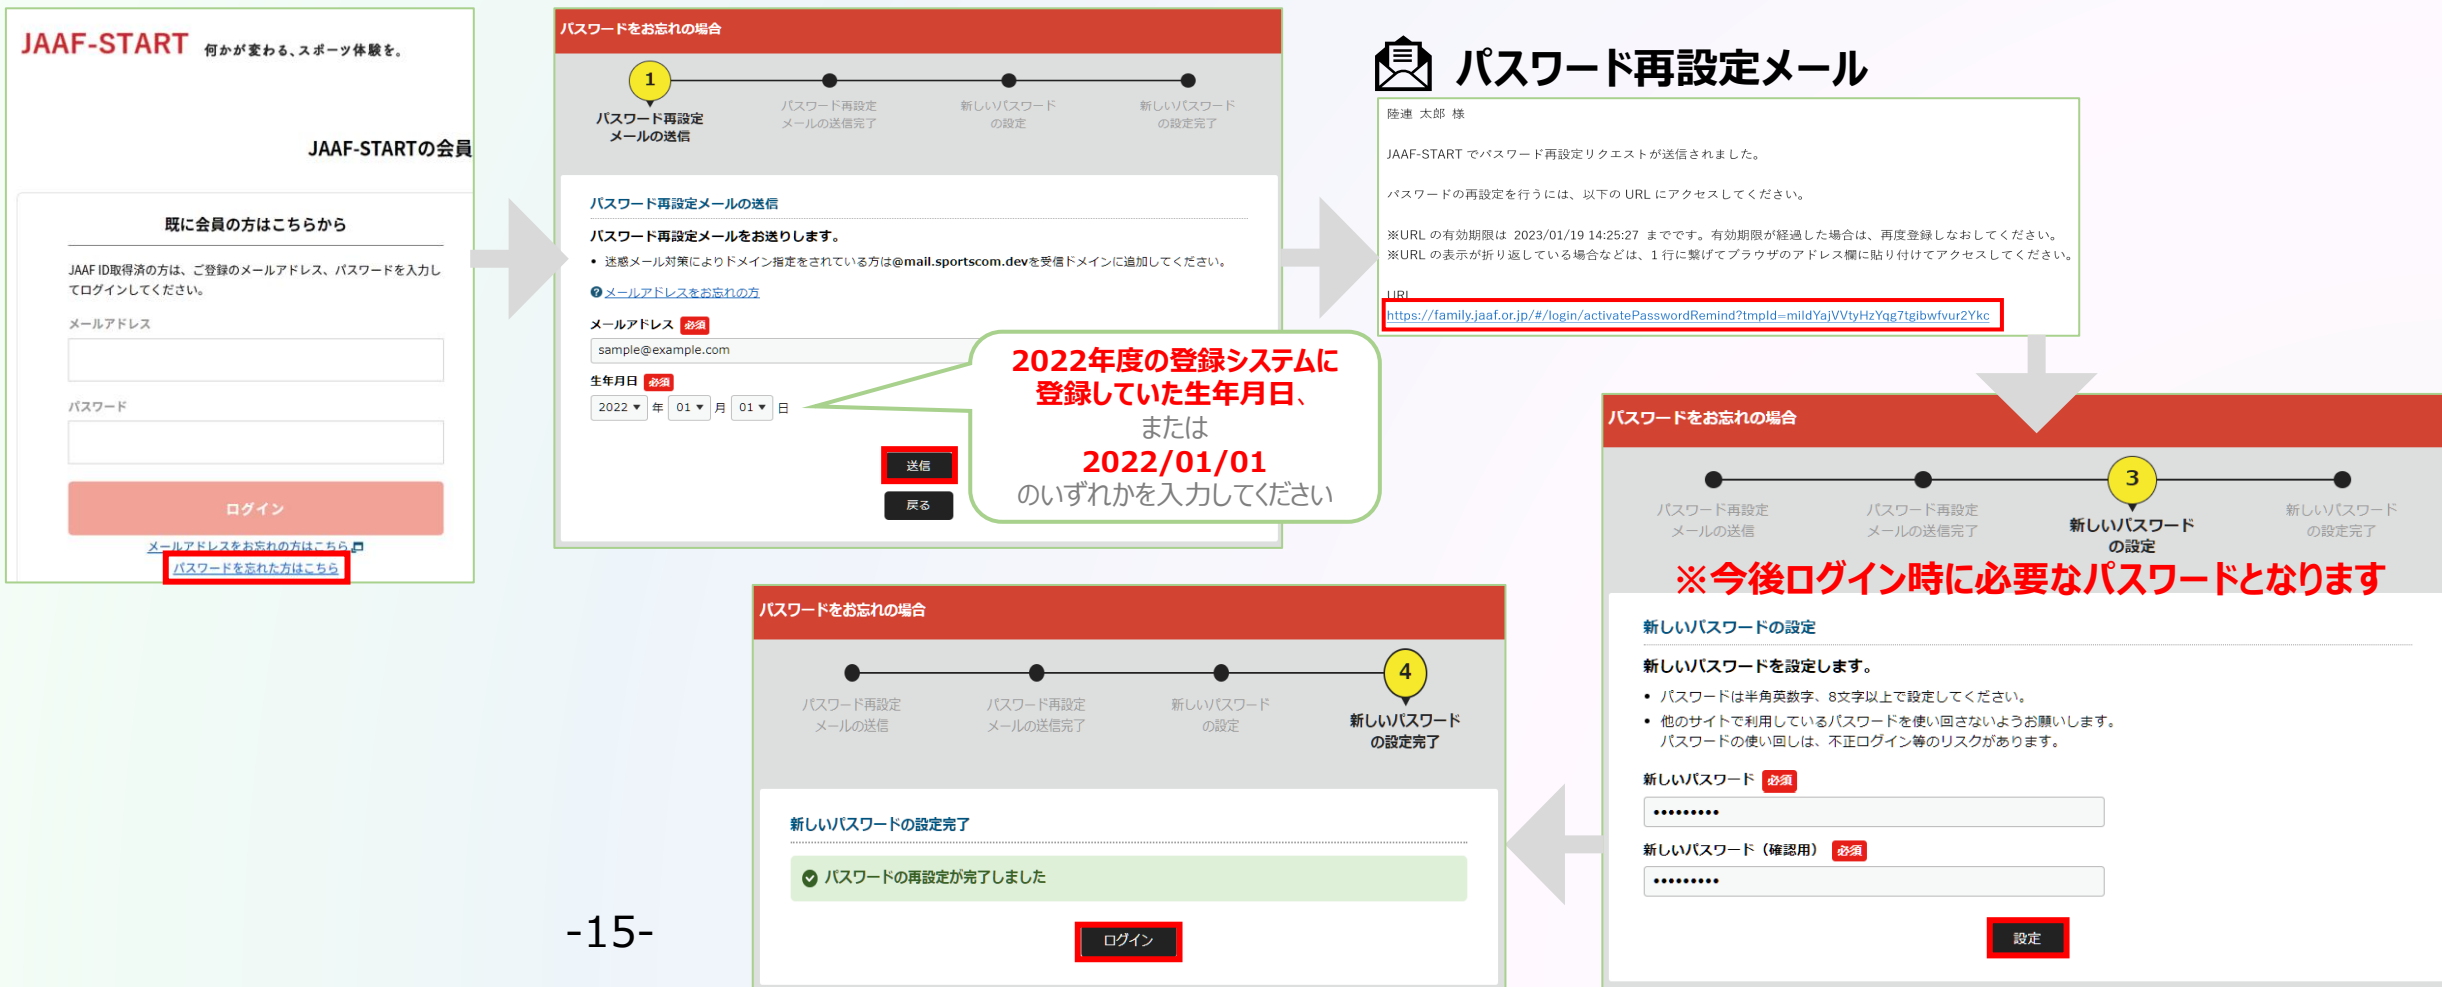 JAAF-START 何かが変わる、スポーツ体験を。
JAAF-STARTの会員
既に会員の方はこちらから
JAAF ID取得済の方は、ご登録のメールアドレス、パスワードを入力し
てログインしてください。
メールアドレス
パスワード
ログイン
メールアドレスをお忘れの方はこちら
パスワードを忘れた方はこちら
パスワードをお忘れの場合
1
パスワード再設定
メールの送信
パスワード再設定
メールの送信完了
新しいパスワード
の設定
新しいパスワード
の設定完了
パスワード再設定メールの送信
パスワード再設定メールをお送りします。
• 迷惑メール対策によりドメイン指定をされている方は@mail.sportscom.devを受信ドメインに追加してください。
メールアドレスをお忘れの方
メールアドレス 必須
sample@example.com
生年月日 必須
2022 ▼ 年 01 ▼ 月 01 ▼ 日
送信
戻る
2022年度の登録システムに
登録していた生年月日、
または
2022/01/01
のいずれかを入力してください
パスワード再設定メール
陸連 太郎 様
JAAF-START でパスワード再設定リクエストが送信されました。
パスワードの再設定を行うには、以下の URL にアクセスしてください。
※URL の有効期限は 2023/01/19 14:25:27 までです。有効期限が経過した場合は、再度登録しなおしてください。
※URL の表示が折り返している場合などは、1 行に繋げてブラウザのアドレス欄に貼り付けてアクセスしてください。
URL
https://family.jaaf.or.jp/#/login/activatePasswordRemind?tmpId=mildYajVVtyHzYqg7tgibwfvur2Ykc
パスワードをお忘れの場合
パスワード再設定
メールの送信
パスワード再設定
メールの送信完了
3
新しいパスワード
の設定
新しいパスワード
の設定完了
※今後ログイン時に必要なパスワードとなります
新しいパスワードの設定
新しいパスワードを設定します。
• パスワードは半角英数字、8文字以上で設定してください。
• 他のサイトで利用しているパスワードを使い回さないようお願いします。
パスワードの使い回しは、不正ログイン等のリスクがあります。
新しいパスワード 必須
•••••••••
新しいパスワード（確認用） 必須
•••••••••
設定
パスワードをお忘れの場合
パスワード再設定
メールの送信
パスワード再設定
メールの送信完了
新しいパスワード
の設定
4
新しいパスワード
の設定完了
新しいパスワードの設定完了
パスワードの再設定が完了しました
ログイン
-15-